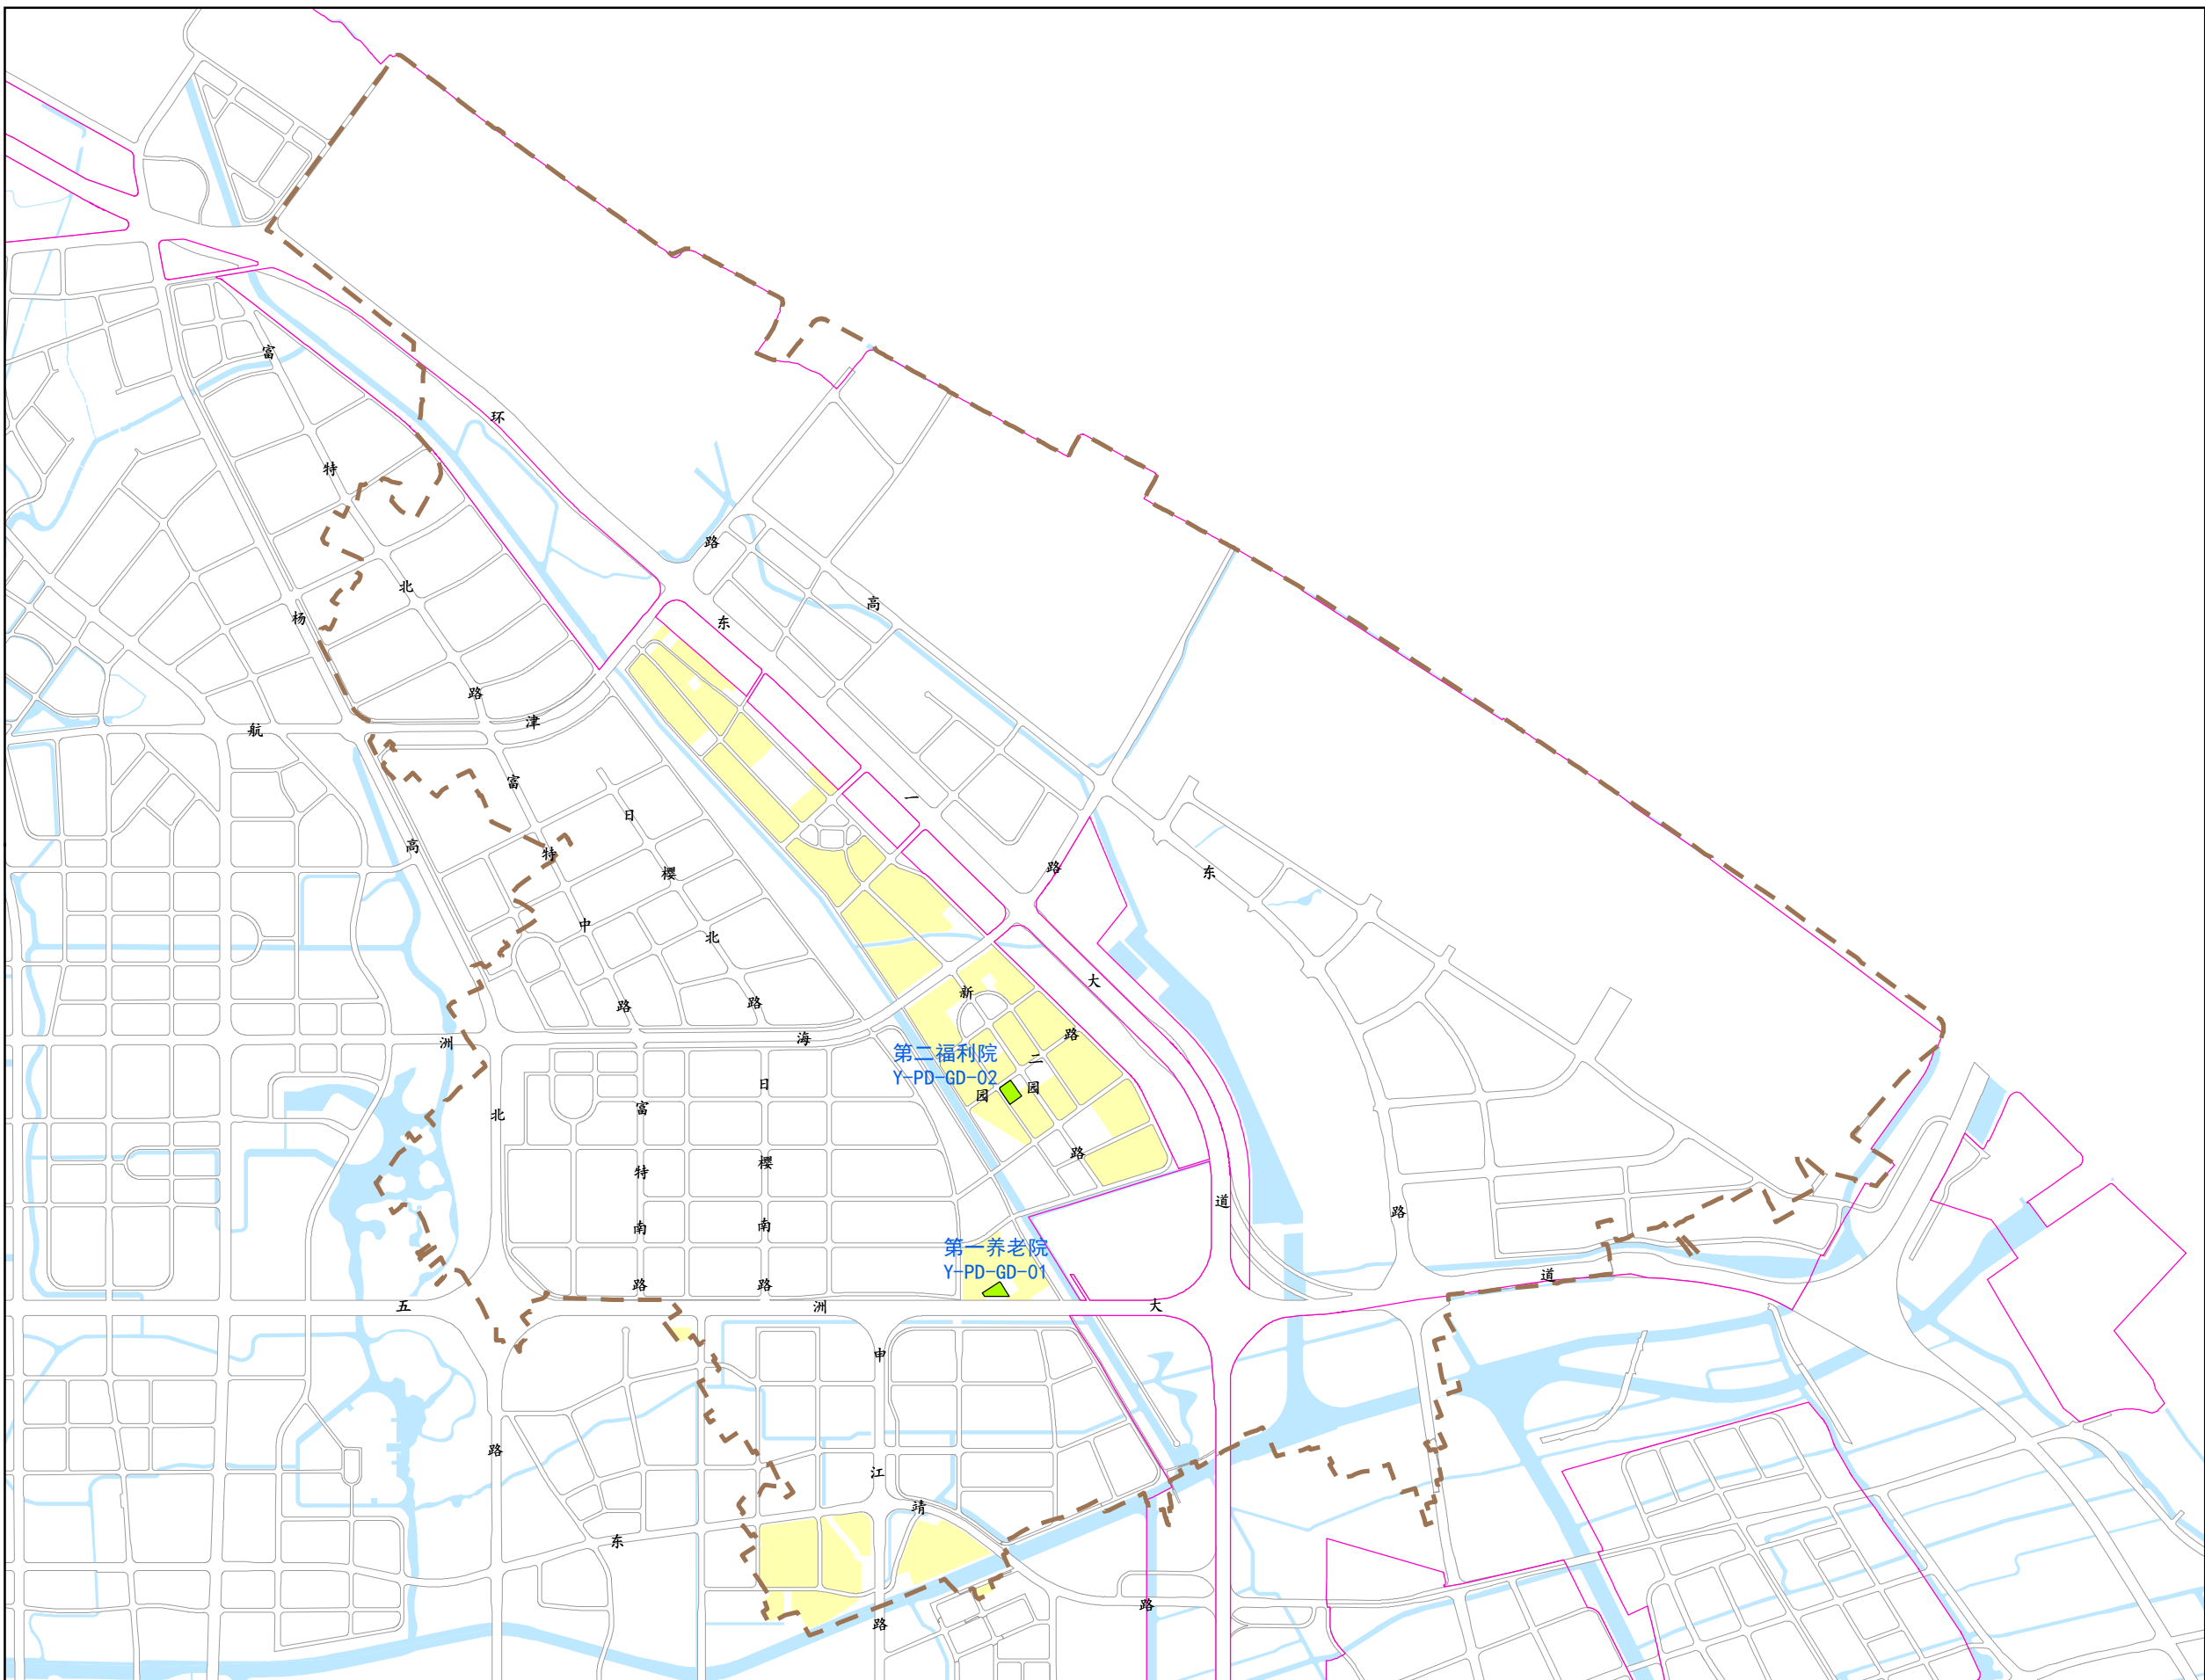 富
环
特
路
北
高
杨
东
路
津
航
富
一
日
高
特
路
樱
东
中
北
大
新
路
路
路
海
洲
第二福利院
二
Y-PD-GD-02
日
园
园
北
富
路
樱
特
道
南
南
路
第一养老院
Y-PD-GD-01
道
路
路
五
洲
大
申
路
江
靖
东
路
路